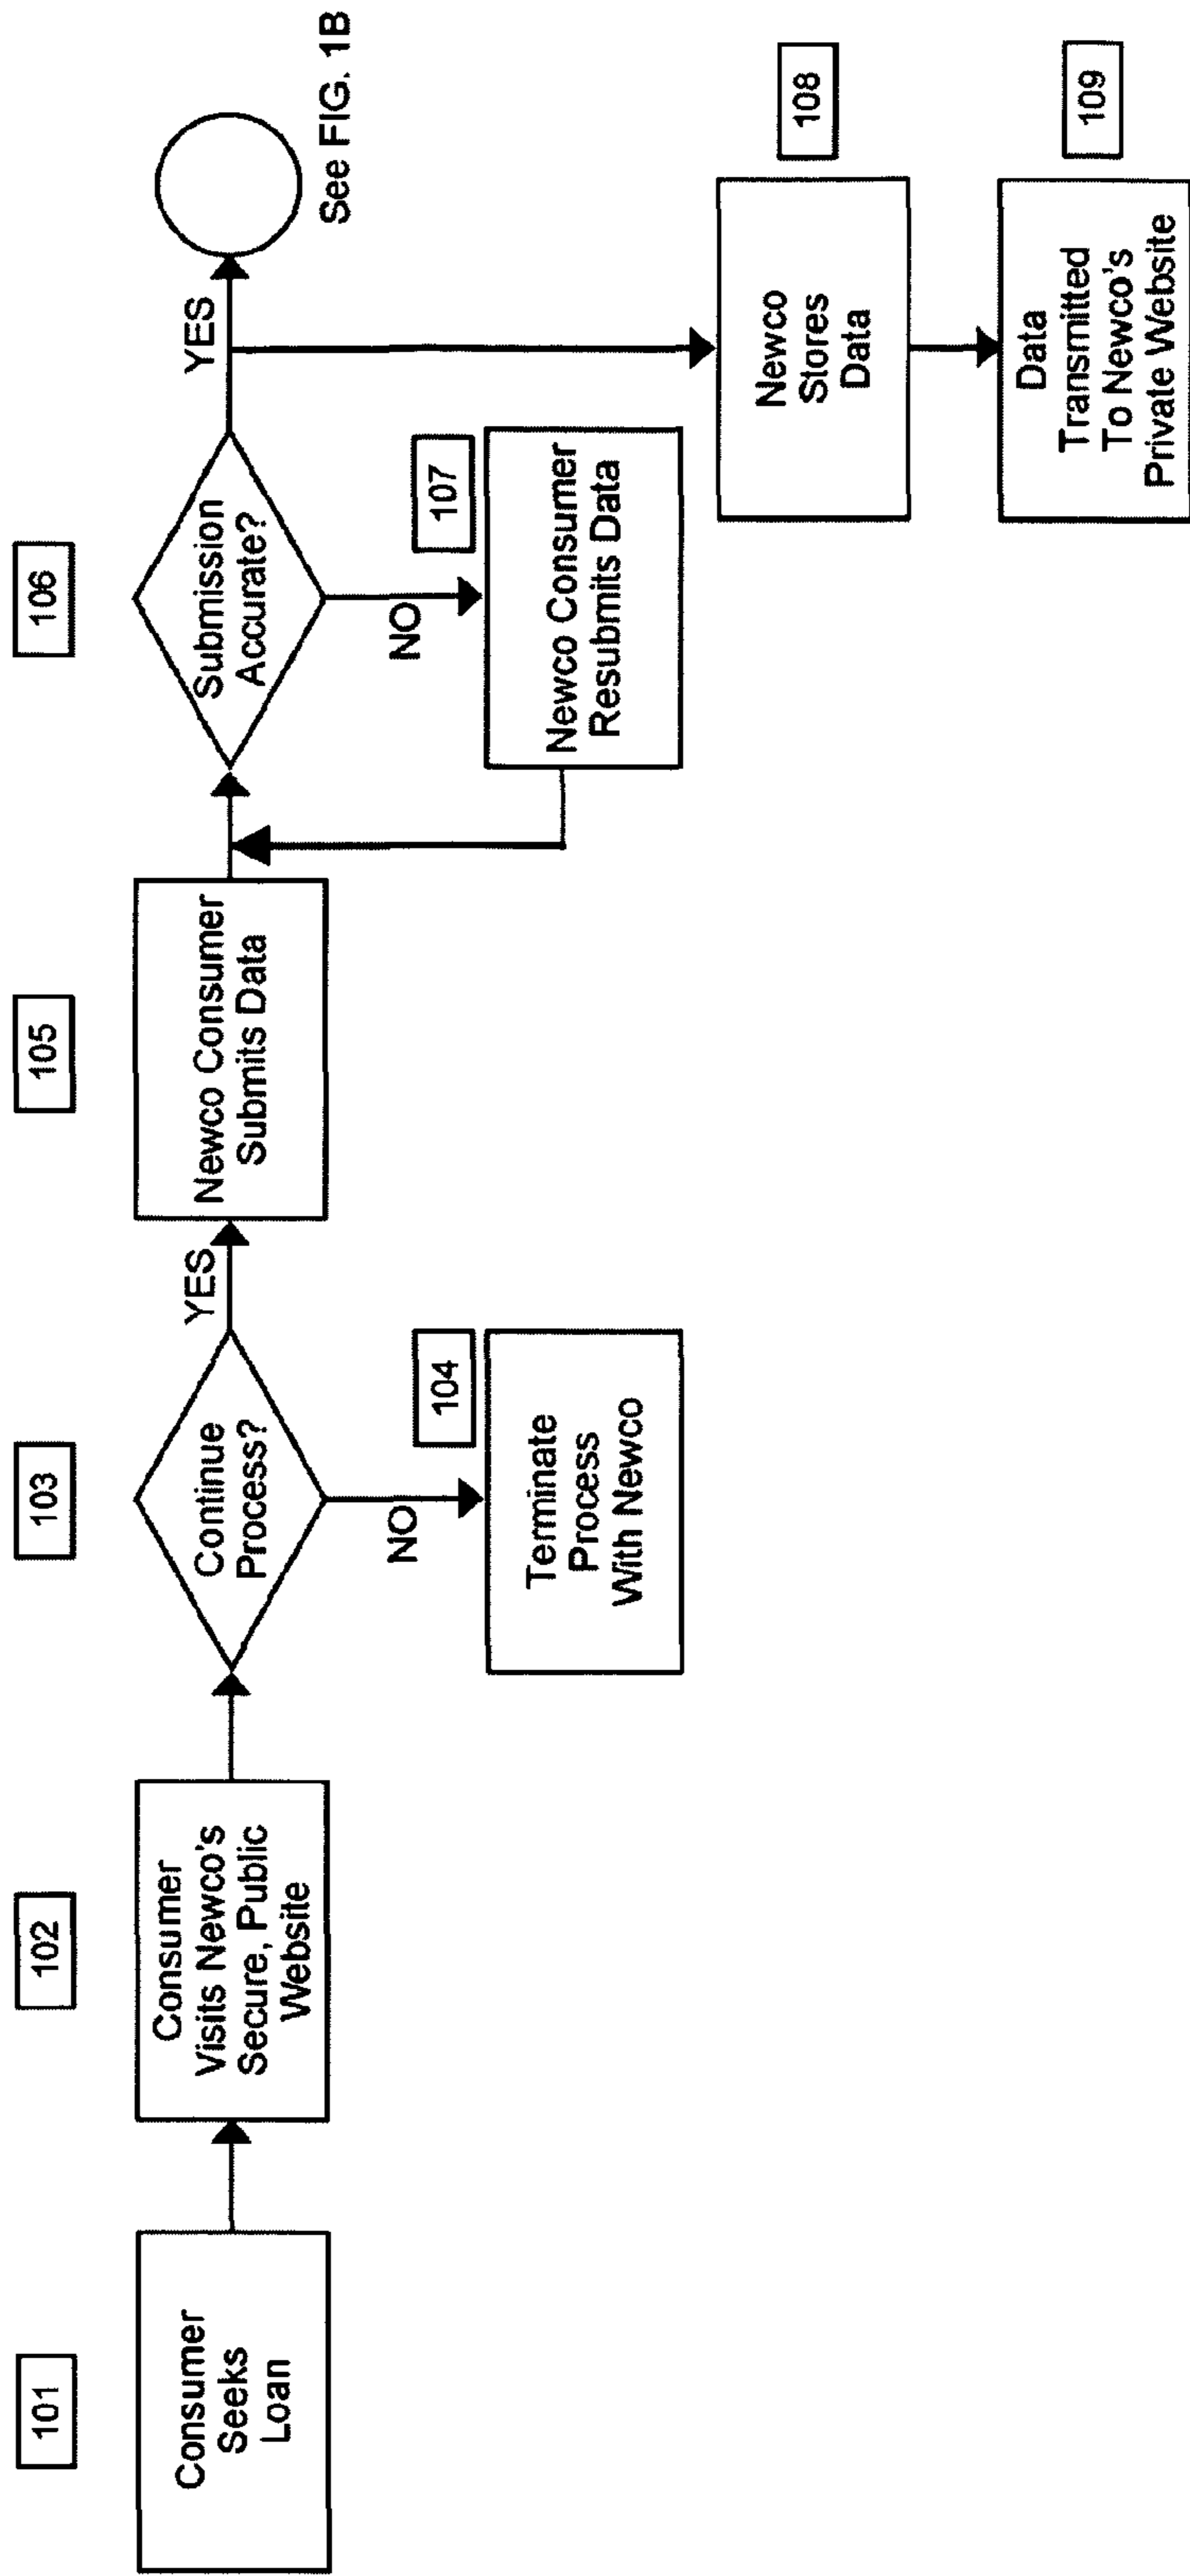 101
Consumer
Seeks
Loan
102
Consumer
Visits Newco's
Secure, Public
Website
103
Continue
Process?
YES
NO
104
Terminate
Process
With Newco
105
Newco Consumer
Submits Data
106
Submission
Accurate?
YES
NO
107
Newco Consumer
Resubmits Data
See FIG. 1B
108
Newco
Stores
Data
109
Data
Transmitted
To Newco's
Private Website